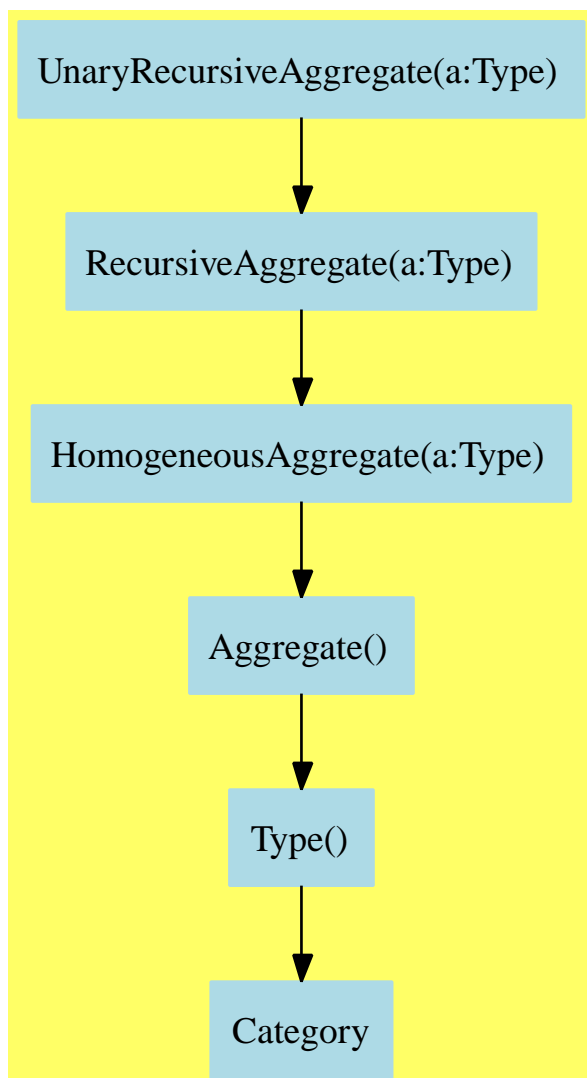 UnaryRecursiveAggregate(a:Type)
RecursiveAggregate(a:Type)
HomogeneousAggregate(a:Type)
Aggregate()
Type()
Category